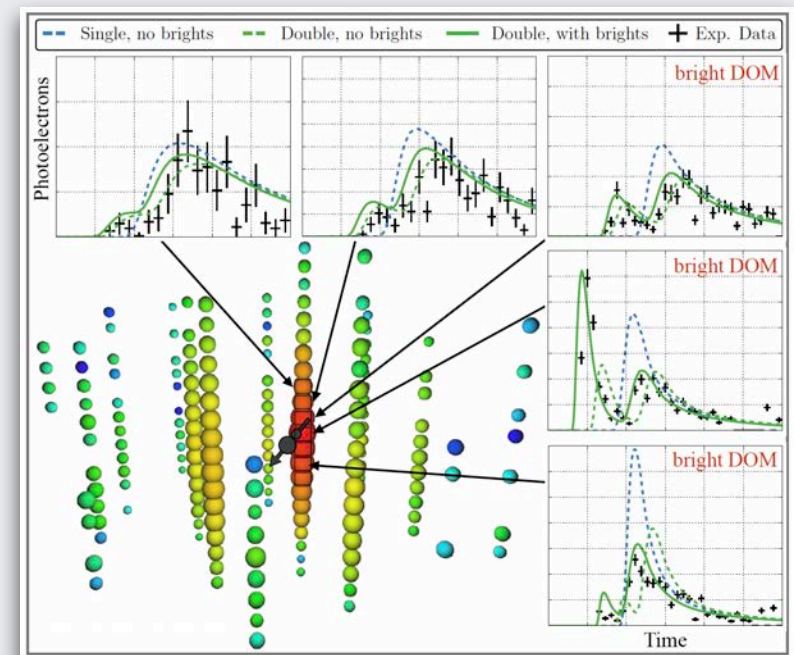 Single, no brights
Double, no brights
Double, with brights
Exp. Data
Photoelectrons
bright DOM
bright DOM
bright DOM
Time